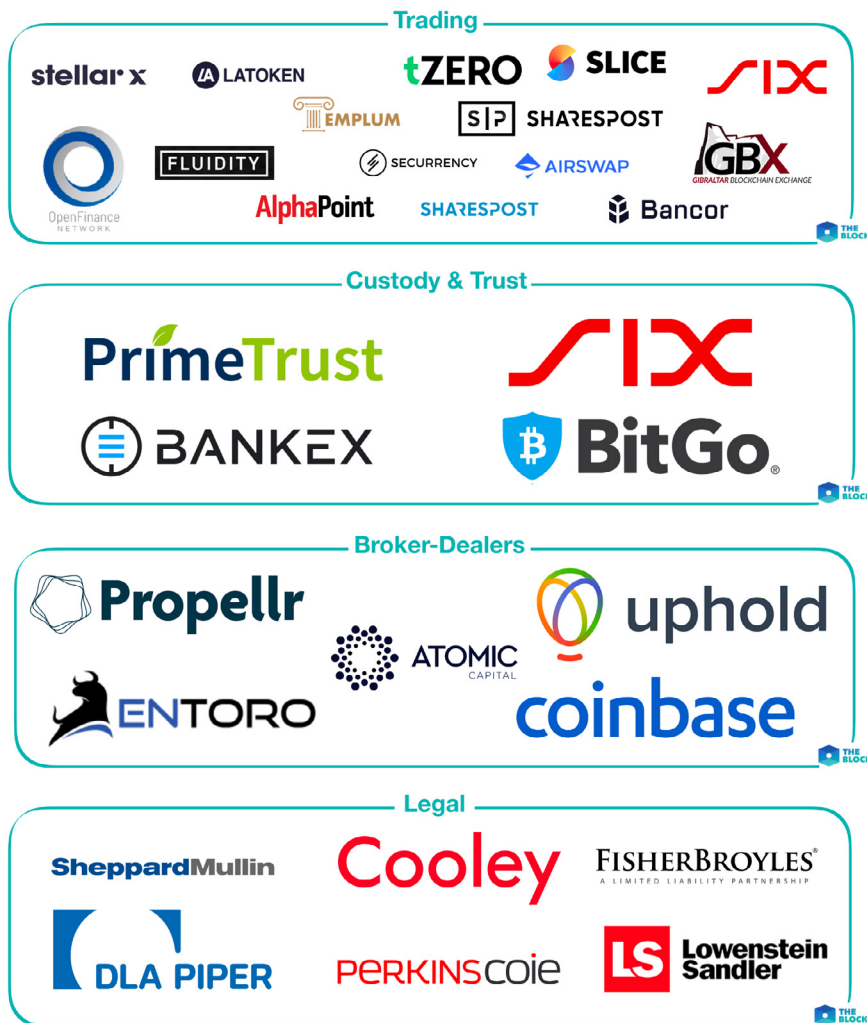 Trading
stellar x
LA LATOKEN
tZERO
SLICE
SIX
TEMPLUM
S|P SHARESPOST
OpenFinance
NETWORK
FLUIDITY
SECURRENCY
AIRSWAP
GBX
GIBRALTAR BLOCKCHAIN EXCHANGE
AlphaPoint
SHARESPOST
Bancor
THE
BLOCK
Custody & Trust
PrimeTrust
SIX
BANKEX
BitGo®
THE
BLOCK
Broker-Dealers
Propellr
uphold
ATOMIC
CAPITAL
ENTORO
coinbase
THE
BLOCK
Legal
SheppardMullin
Cooley
FISHERBROYLES®
A LIMITED LIABILITY PARTNERSHIP
DLA PIPER
PERKINSCOIE
LS Lowenstein
Sandler
THE
BLOCK